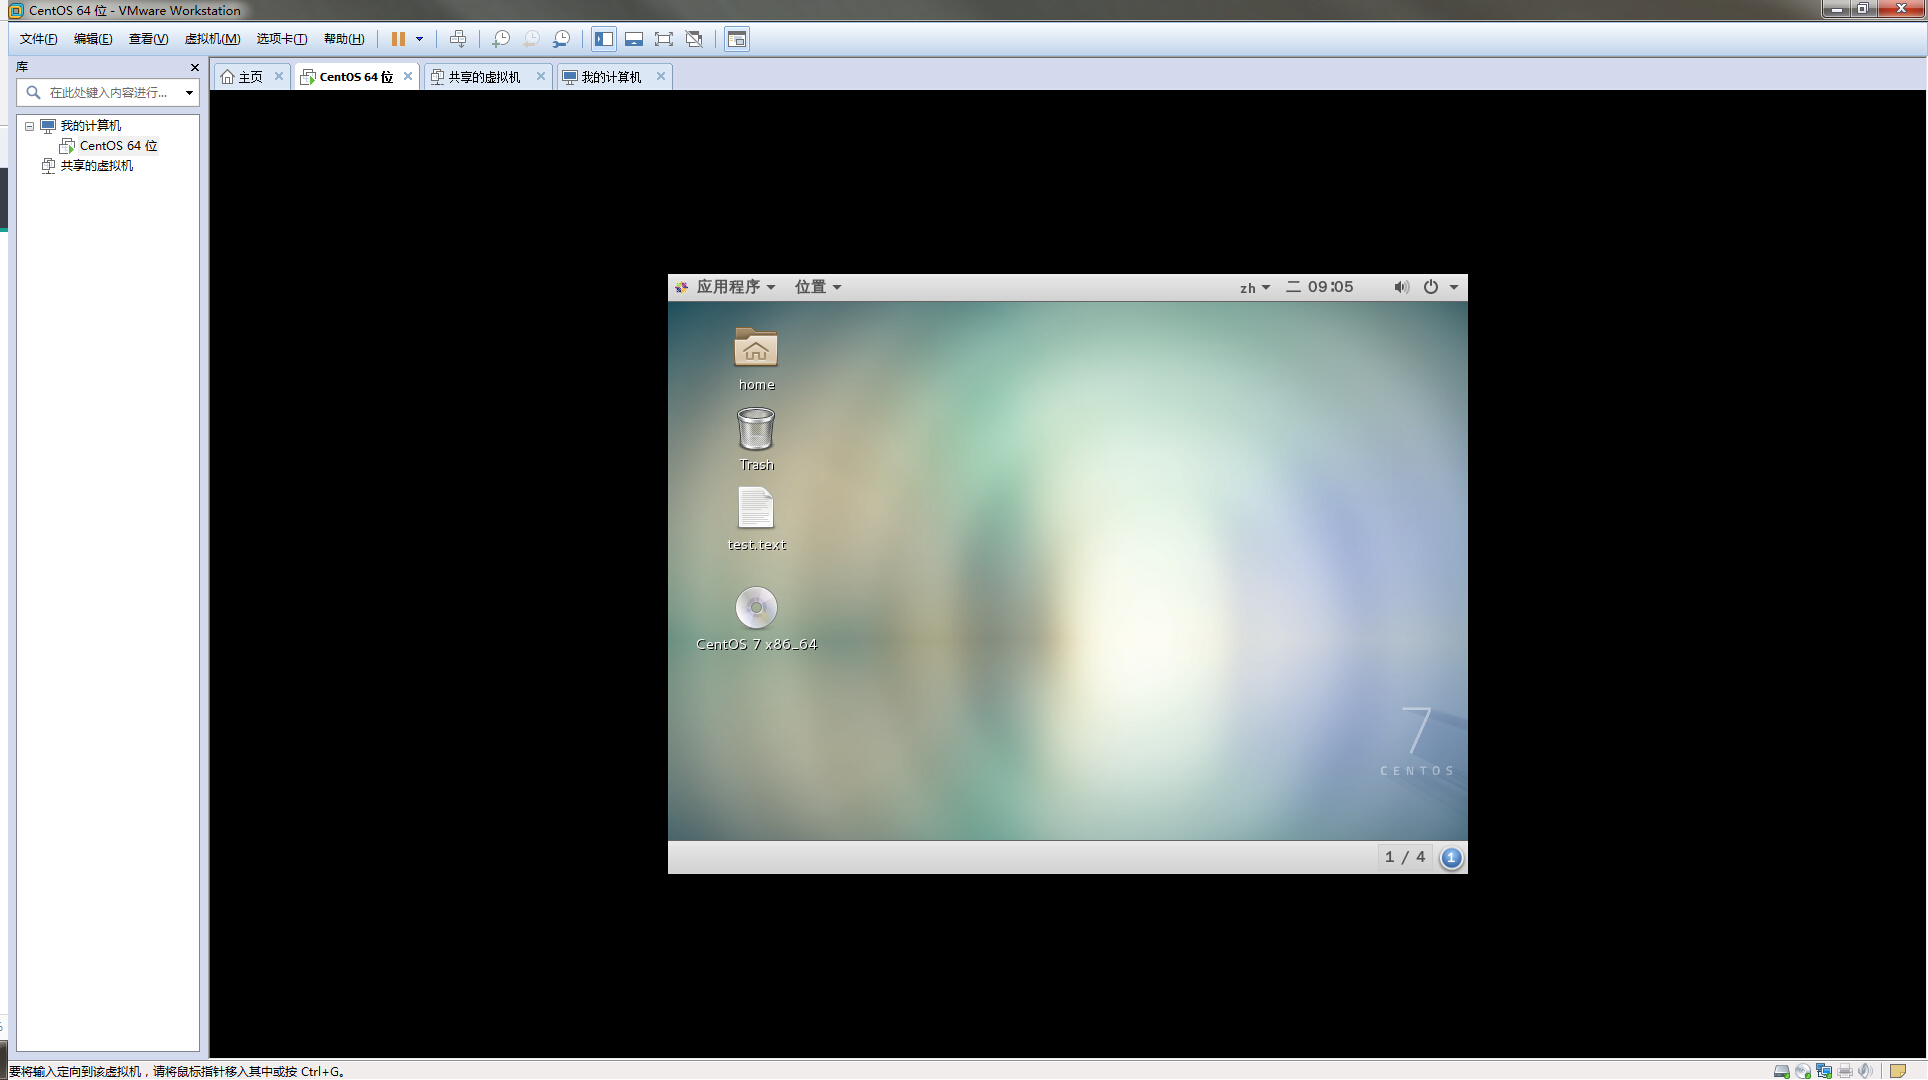 CentOS 64 位 - VMware Workstation
文件(F) 编辑(E) 查看(V) 虚拟机(M) 选项卡(T) 帮助(H)
库
在此处键入内容进行...
我的计算机
CentOS 64 位
共享的虚拟机
主页 CentOS 64 位 共享的虚拟机 我的计算机
应用程序 位置 zh 二 09:05
home
Trash
test.text
CentOS 7 x86_64
7
CENTOS
1 / 4 1
要将输入定向到该虚拟机，请将鼠标指针移入其中或按 Ctrl+G。